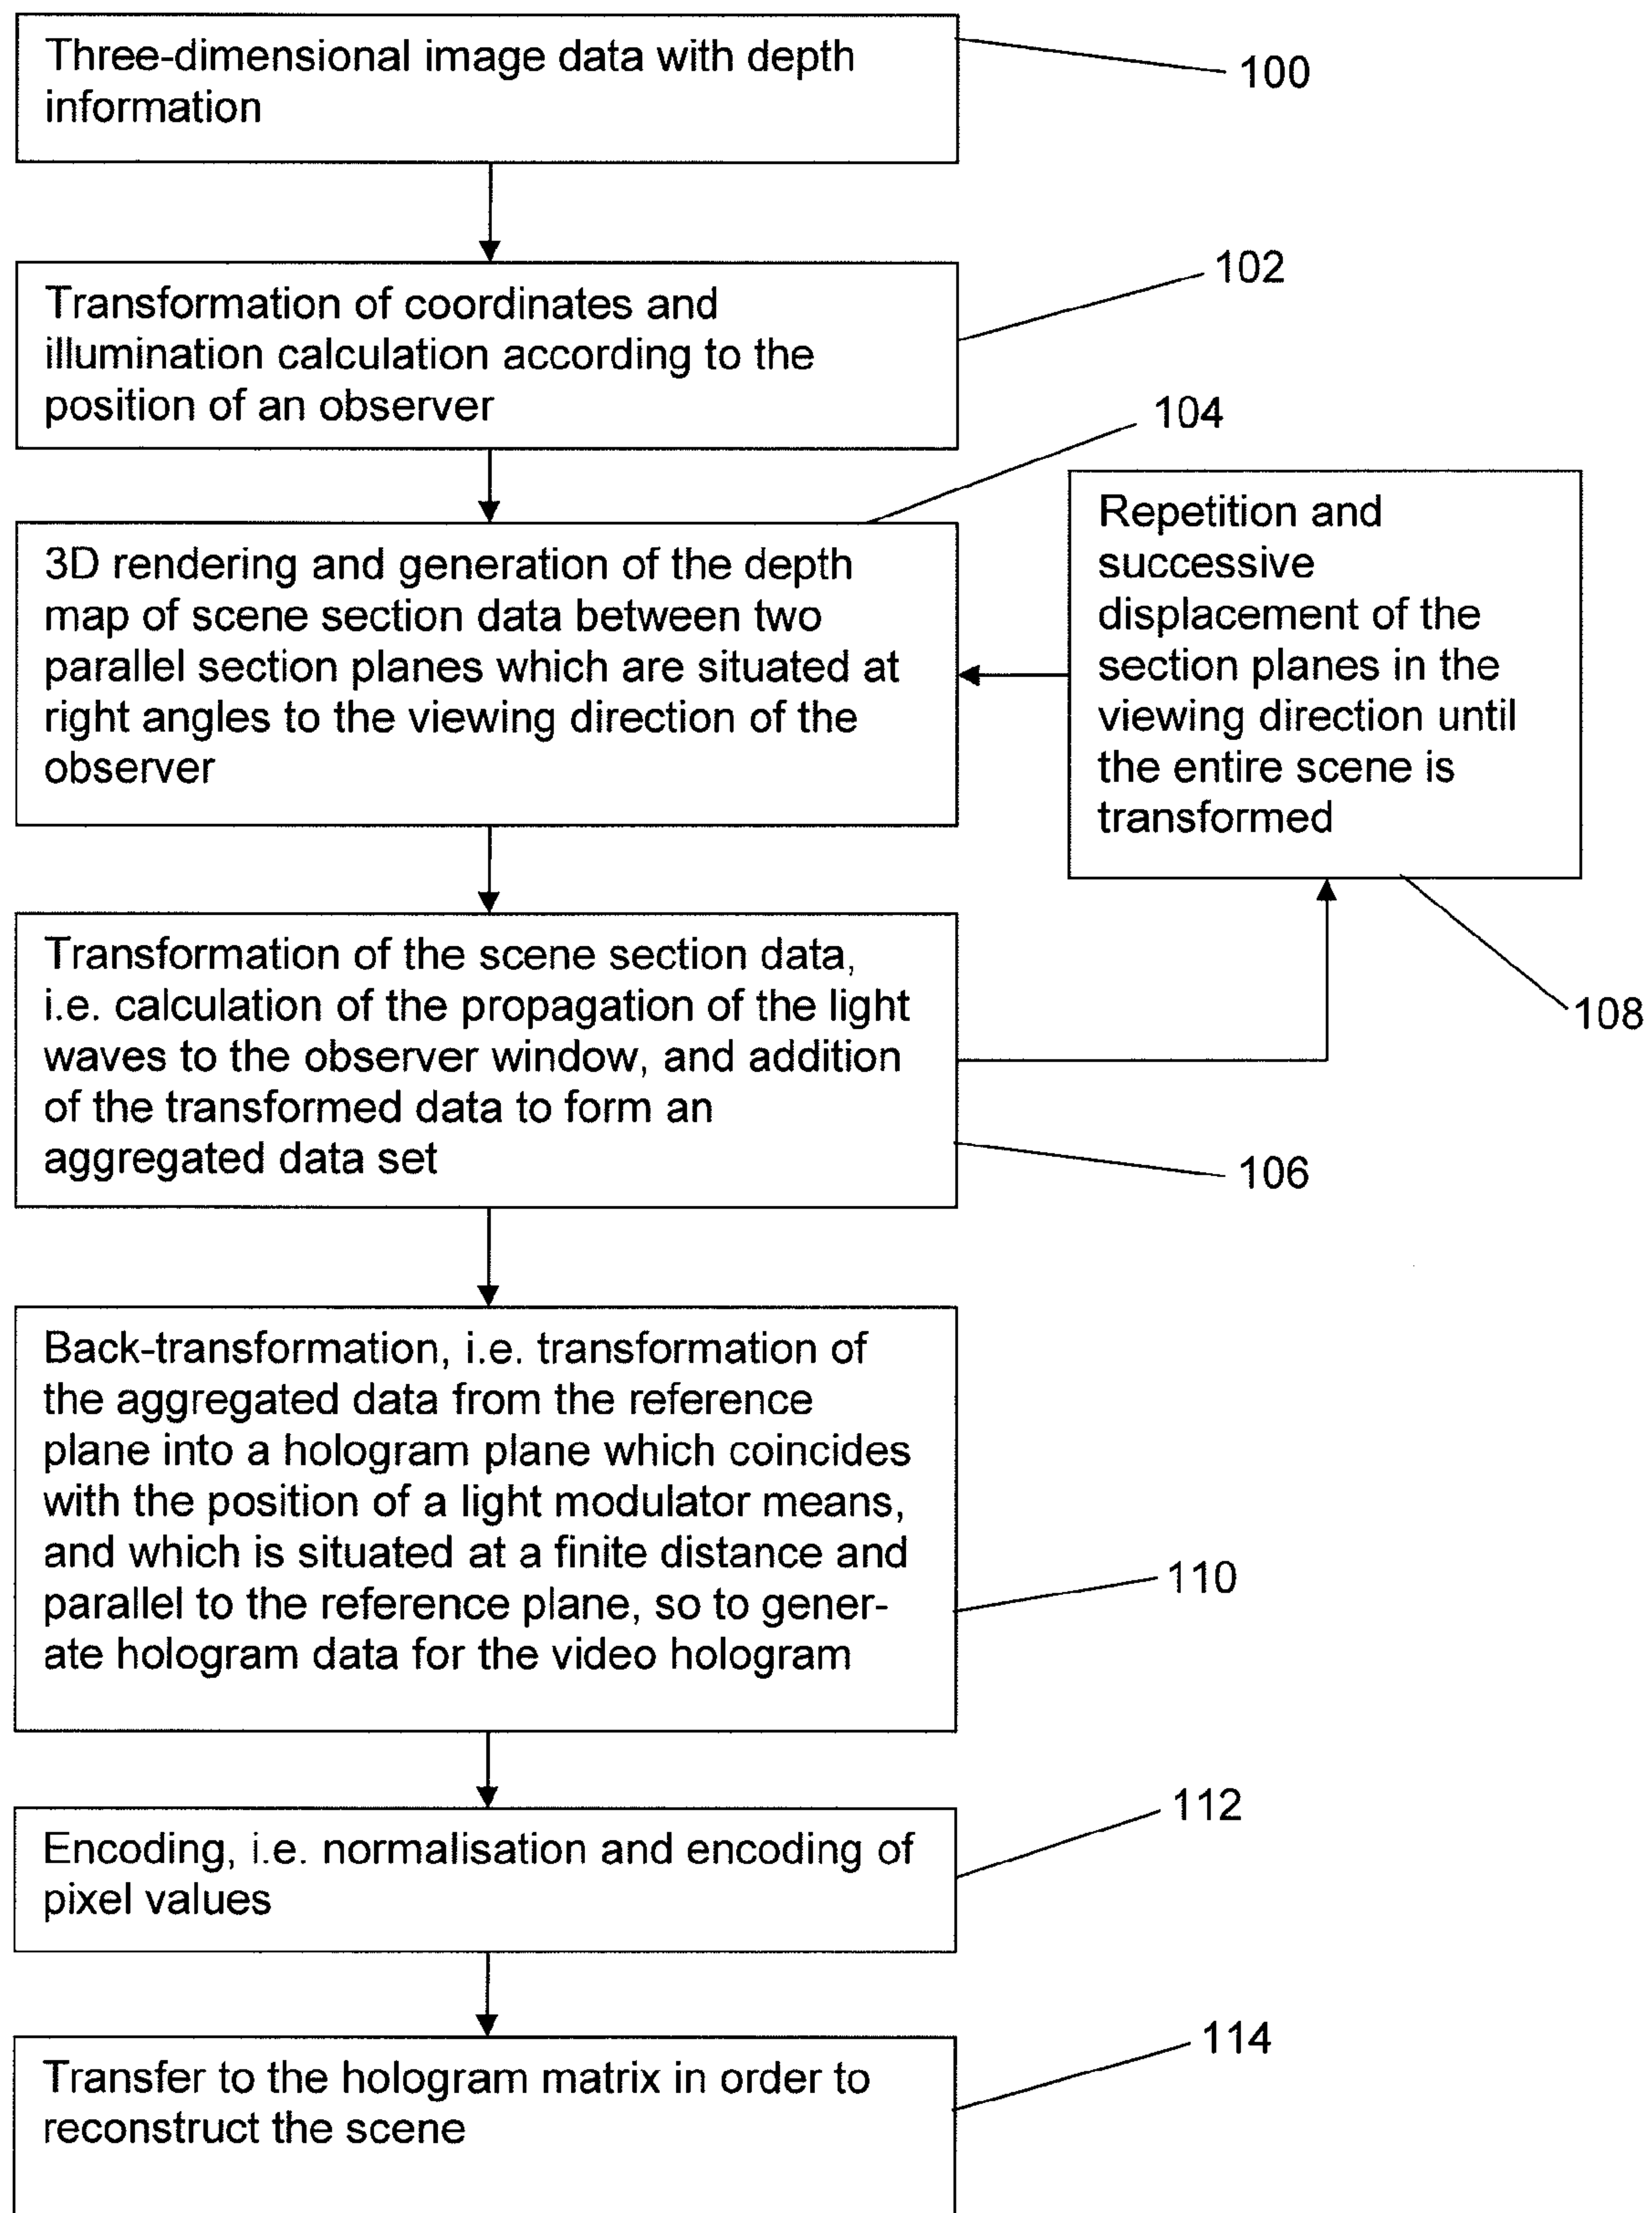 Three-dimensional image data with depth
information
100
Transformation of coordinates and
illumination calculation according to the
position of an observer
102
104
3D rendering and generation of the depth
map of scene section data between two
parallel section planes which are situated at
right angles to the viewing direction of the
observer
Repetition and
successive
displacement of the
section planes in the
viewing direction until
the entire scene is
transformed
108
Transformation of the scene section data,
i.e. calculation of the propagation of the light
waves to the observer window, and addition
of the transformed data to form an
aggregated data set
106
Back-transformation, i.e. transformation of
the aggregated data from the reference
plane into a hologram plane which coincides
with the position of a light modulator means,
and which is situated at a finite distance and
parallel to the reference plane, so to gener-
ate hologram data for the video hologram
110
Encoding, i.e. normalisation and encoding of
pixel values
112
Transfer to the hologram matrix in order to
reconstruct the scene
114